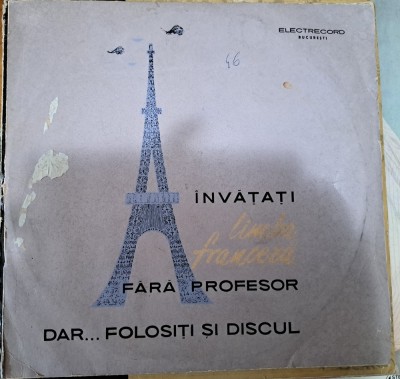 ELECTRECORD
BUCUREȘTI
46
ÎNVĂȚAȚI
limba
franceză
FĂRĂ PROFESOR
DAR... FOLOSIȚI ȘI DISCUL